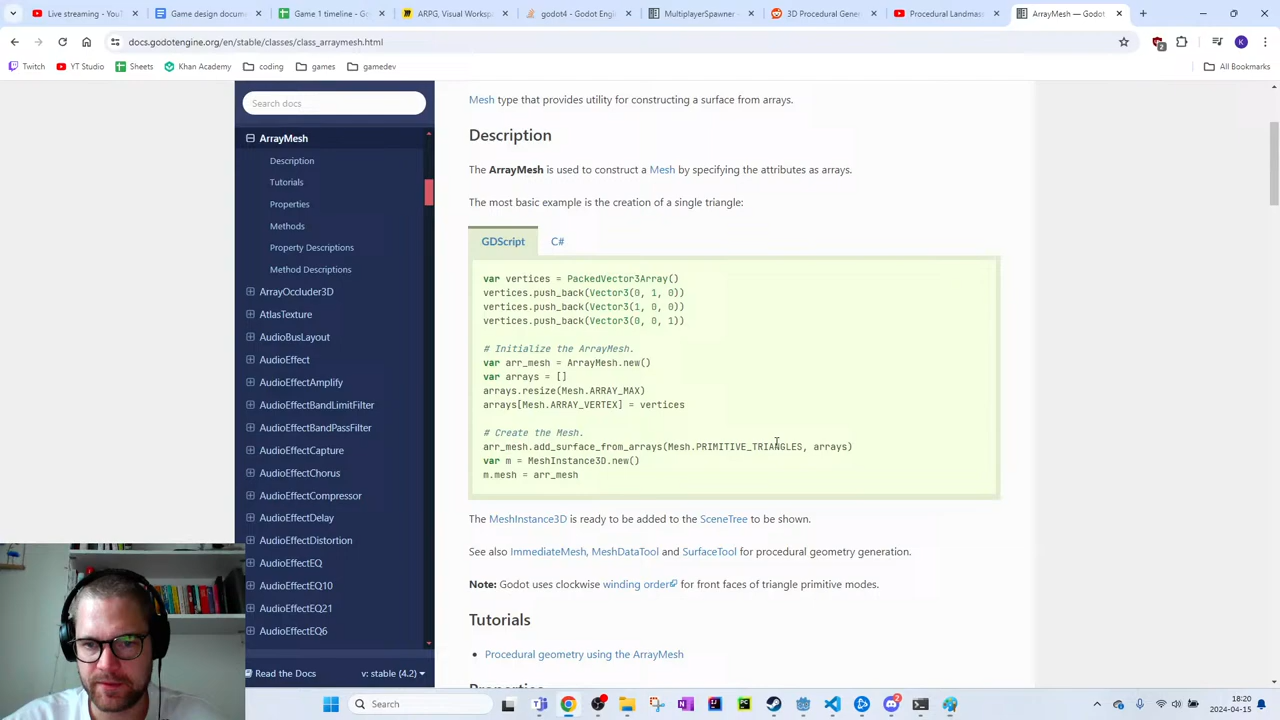 Live streaming - YouTub
Procedural Landmass Ge
ARPG, Visual Studio & G
YouTube
ARPG, Westmar
godot4 - Godot Eng
MultiplayerSpawner
3D Procedural Ge
Procedural Landmas
ArrayMesh — Godot
docs.godotengine.org/en/stable/classes/class_arraymesh.html
Twitch
YT Studio
Sheets
Khan Academy
coding
games
gamedev
All Bookmarks
Search docs
ArrayMesh
Description
Tutorials
Properties
Methods
Property Descriptions
Method Descriptions
ArrayOccluder3D
AtlasTexture
AudioBusLayout
AudioEffect
AudioEffectAmplify
AudioEffectBandLimitFilter
AudioEffectBandPassFilter
AudioEffectCapture
AudioEffectChorus
AudioEffectCompressor
AudioEffectDelay
AudioEffectDistortion
AudioEffectEQ
AudioEffectEQ10
AudioEffectEQ21
AudioEffectEQ6
Read the Docs
v: stable (4.2)
Mesh type that provides utility for constructing a surface from arrays.
Description
The ArrayMesh is used to construct a Mesh by specifying the attributes as arrays.
The most basic example is the creation of a single triangle:
GDScript
C#
var vertices = PackedVector3Array()
vertices.push_back(Vector3(0, 1, 0))
vertices.push_back(Vector3(1, 0, 0))
vertices.push_back(Vector3(0, 0, 1))
# Initialize the ArrayMesh.
var arr_mesh = ArrayMesh.new()
var arrays = []
arrays.resize(Mesh.ARRAY_MAX)
arrays[Mesh.ARRAY_VERTEX] = vertices
# Create the Mesh.
arr_mesh.add_surface_from_arrays(Mesh.PRIMITIVE_TRIANGLES, arrays)
var m = MeshInstance3D.new()
m.mesh = arr_mesh
The MeshInstance3D is ready to be added to the SceneTree to be shown.
See also ImmediateMesh, MeshDataTool and SurfaceTool for procedural geometry generation.
Note: Godot uses clockwise winding order for front faces of triangle primitive modes.
Tutorials
Procedural geometry using the ArrayMesh
Properties
Search
18:20
2024-04-15